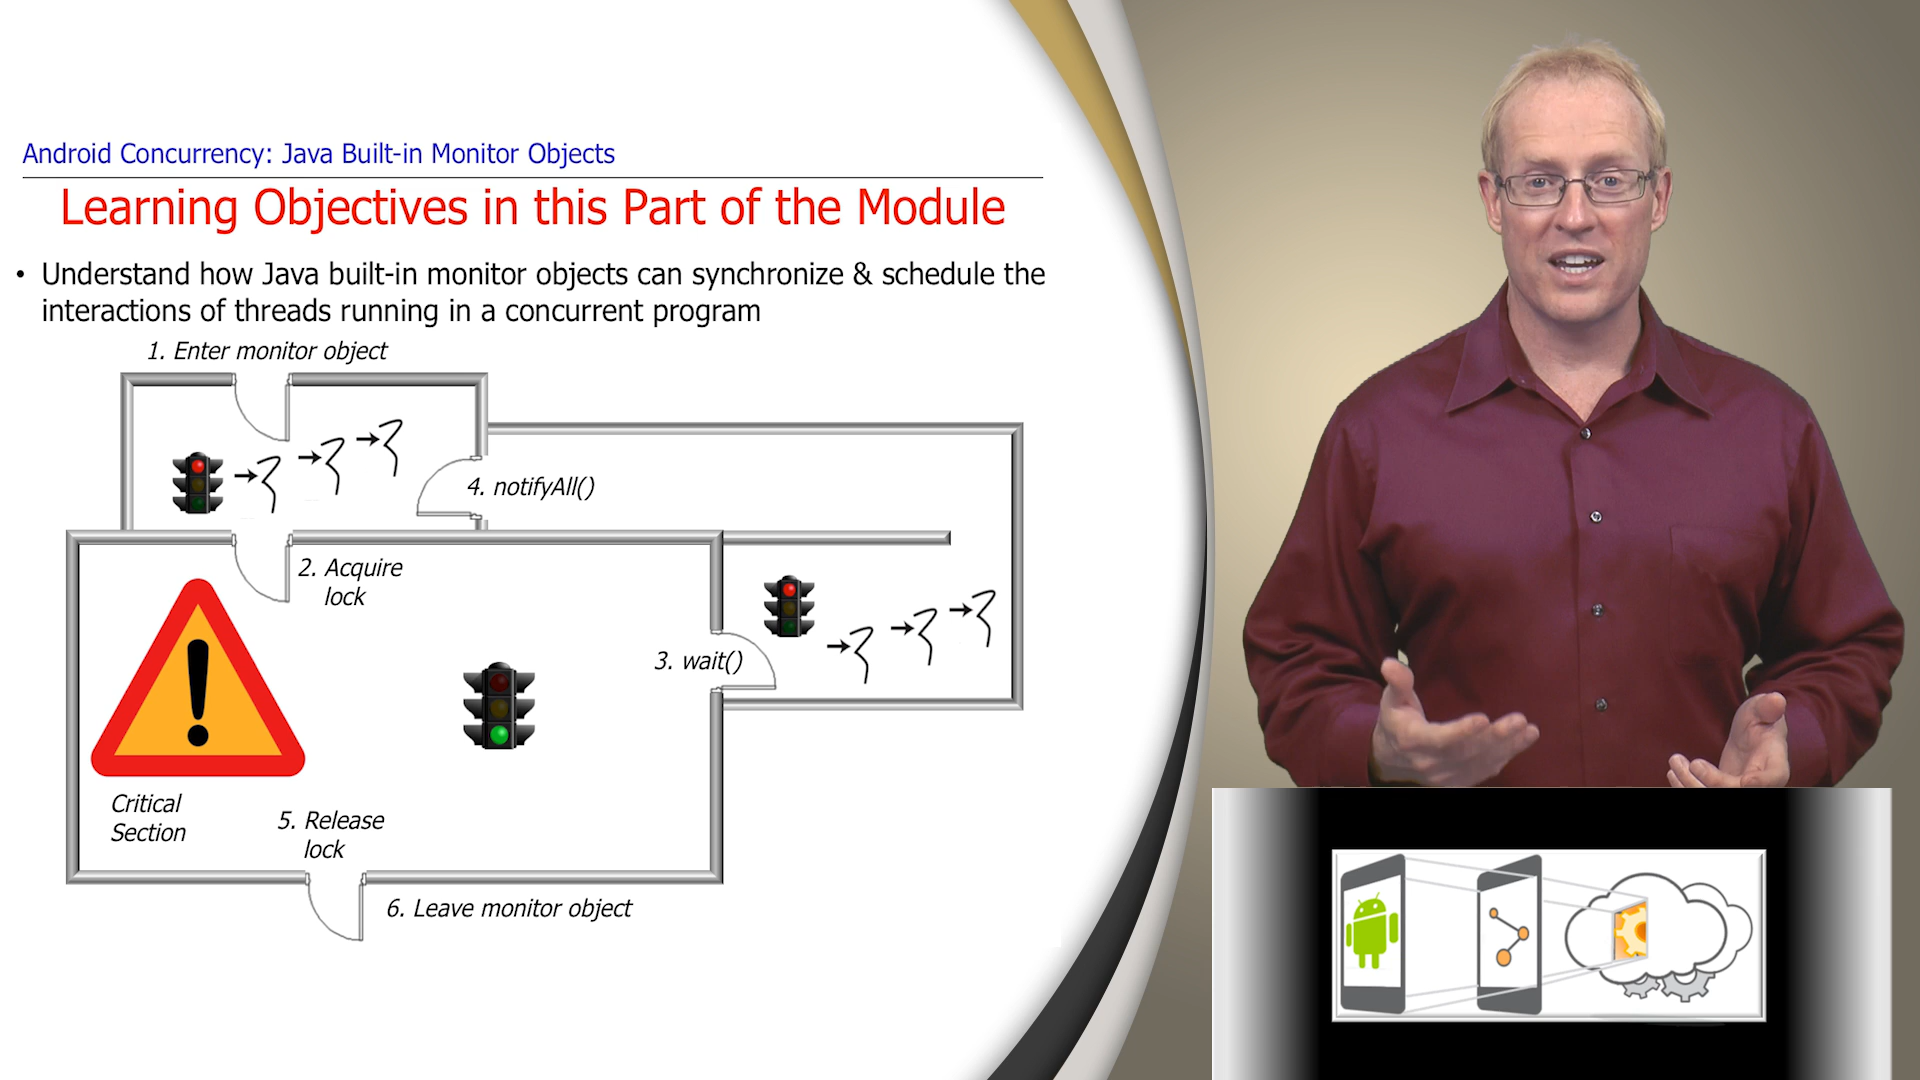 Android Concurrency: Java Built-in Monitor Objects
Learning Objectives in this Part of the Module
• Understand how Java built-in monitor objects can synchronize & schedule the
interactions of threads running in a concurrent program
1. Enter monitor object
4. notifyAll()
2. Acquire
lock
3. wait()
Critical
Section
5. Release
lock
6. Leave monitor object